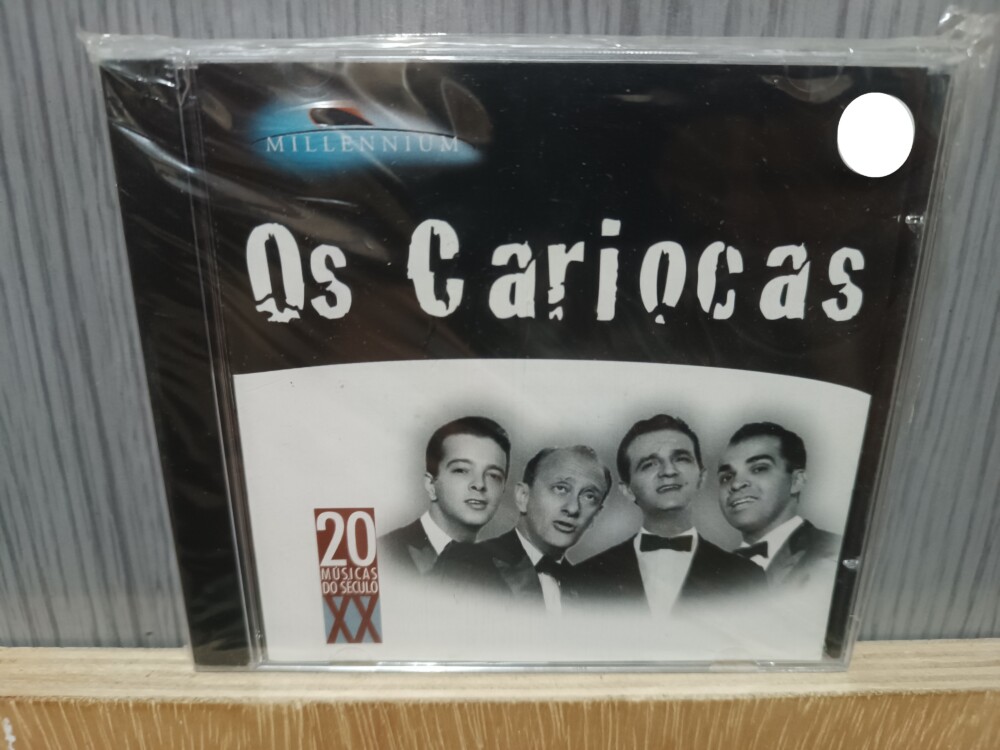 MILLENNIUM
Os Cariocas
20
MÚSICAS
DO SÉCULO
XX